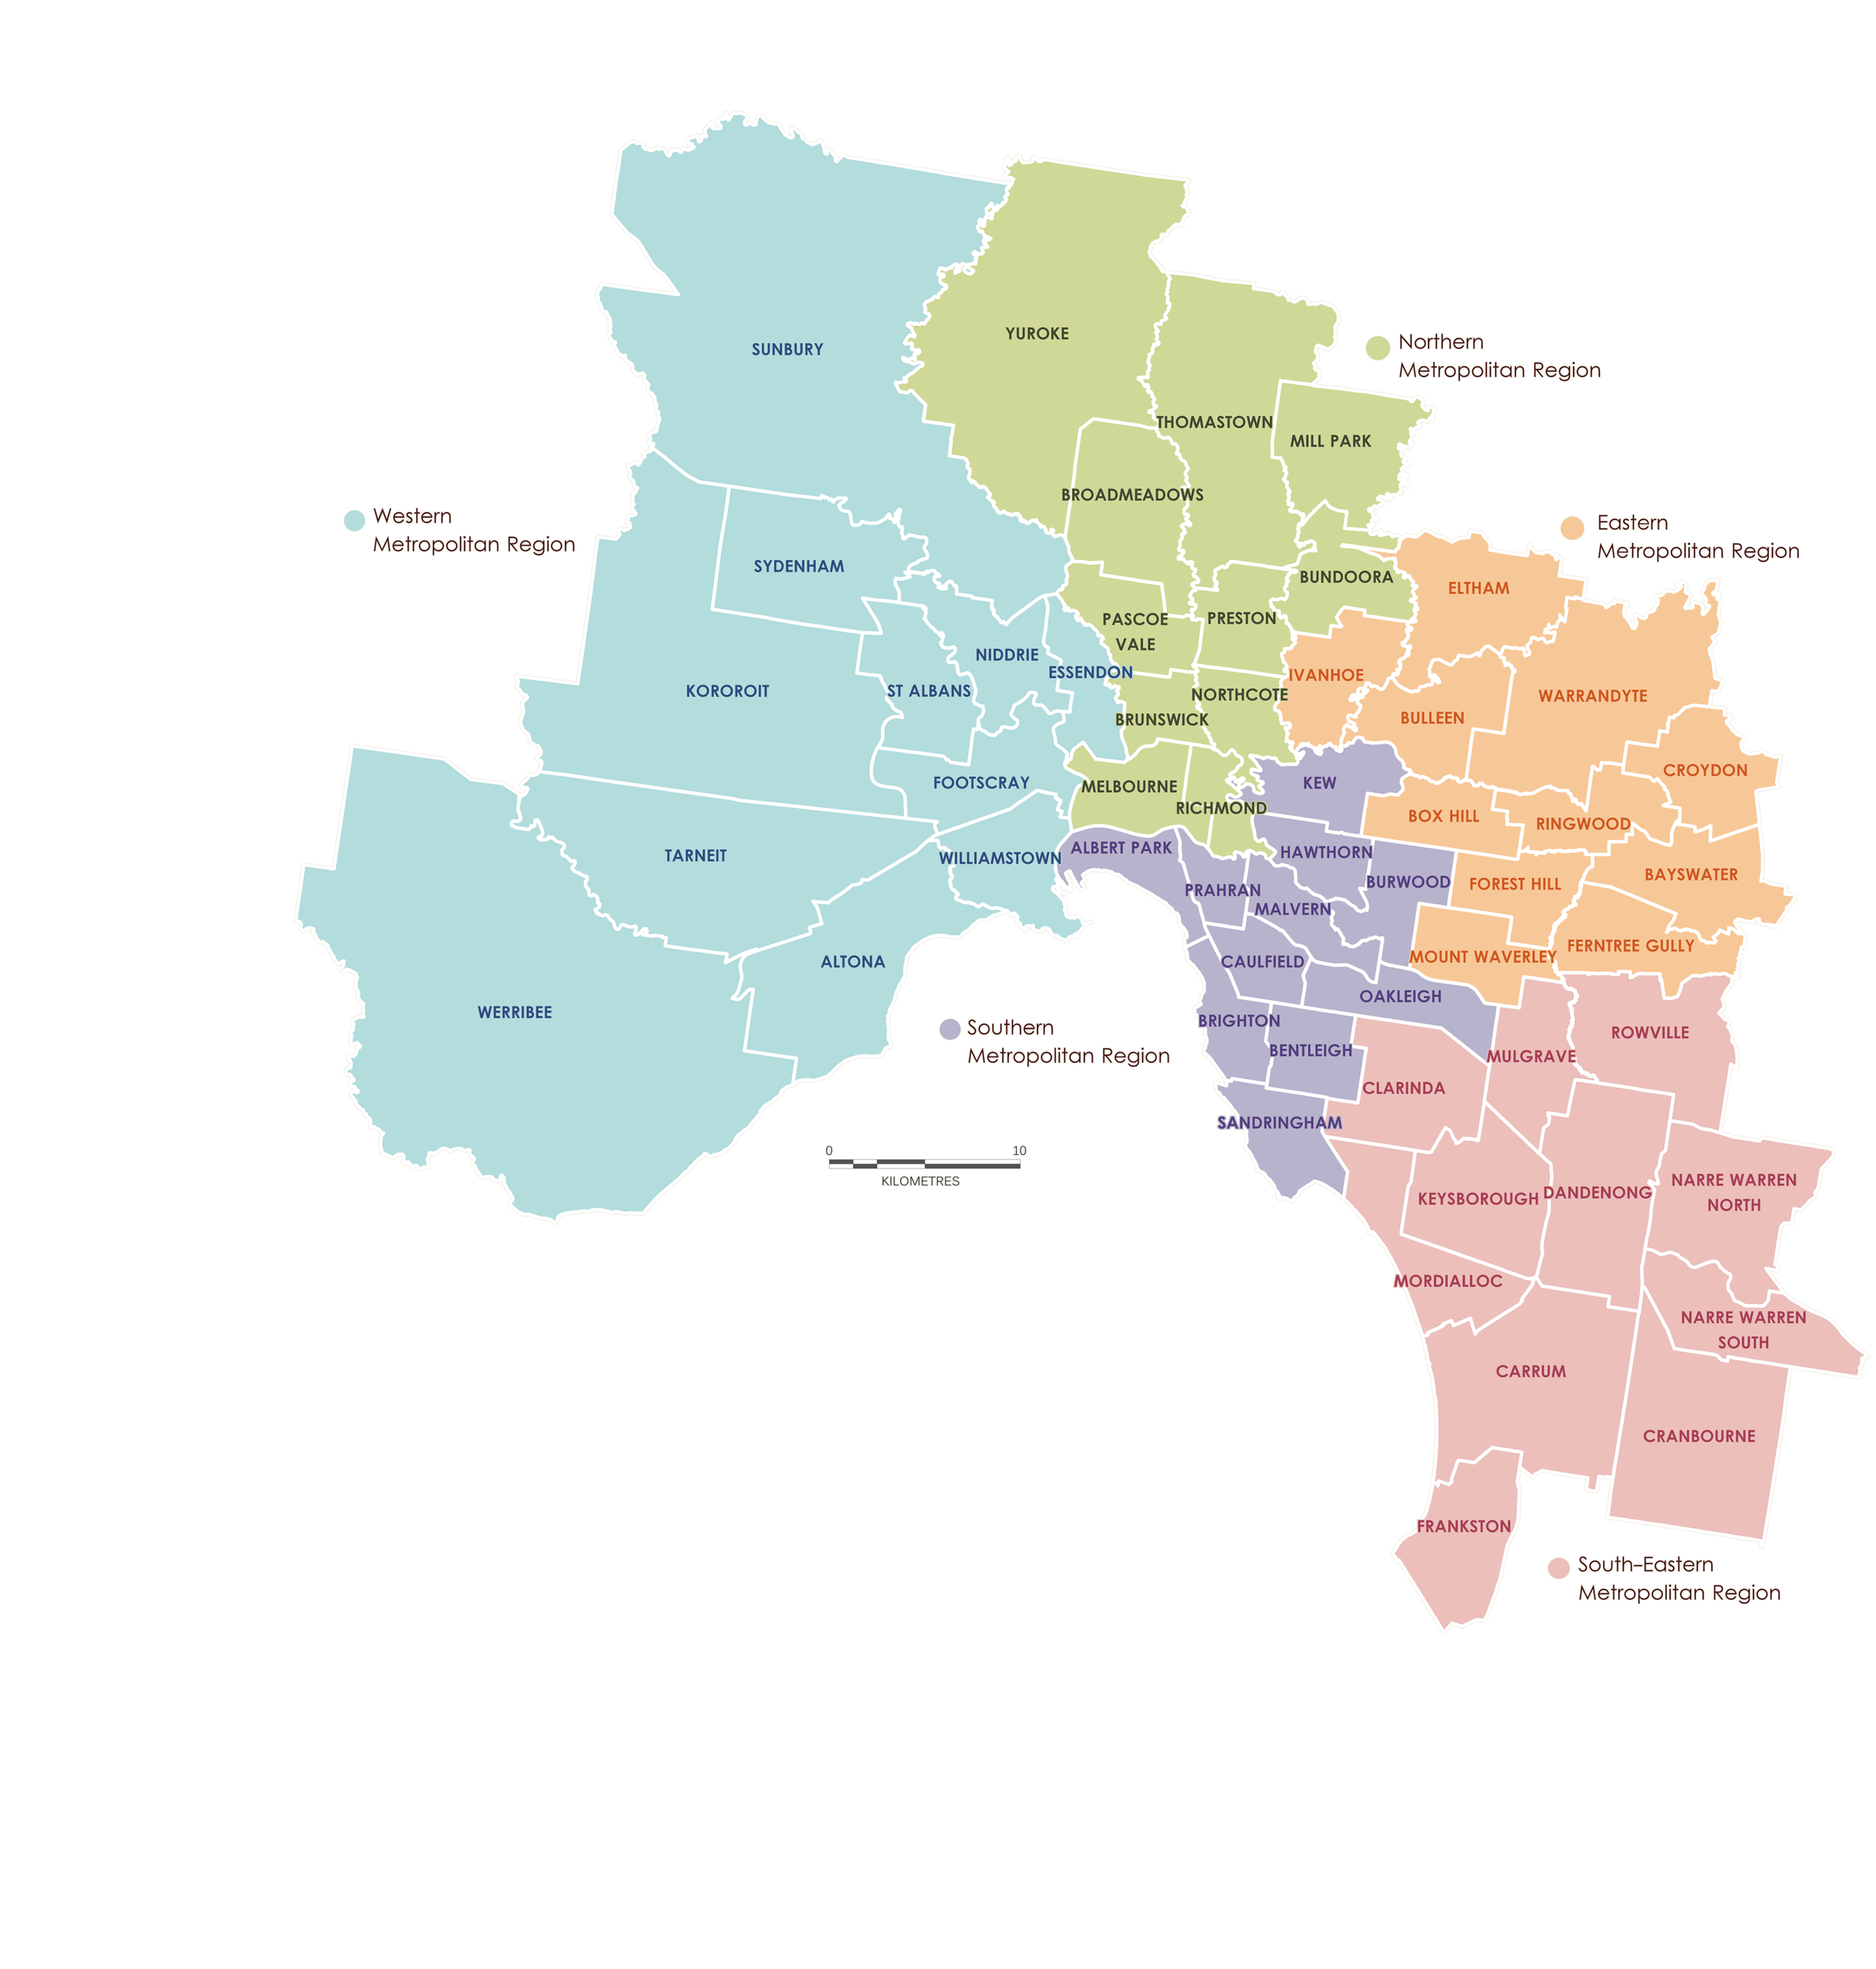 YUROKE
SUNBURY
Northern
Metropolitan Region
THOMASTOWN
MILL PARK
BROADMEADOWS
Western
Metropolitan Region
Eastern
Metropolitan Region
SYDENHAM
BUNDOORA
ELTHAM
PASCOE
VALE
PRESTON
NIDDRIE
ESSENDON
IVANHOE
KOROROIT
ST ALBANS
NORTHCOTE
WARRANDYTE
BRUNSWICK
BULLEEN
FOOTSCRAY
MELBOURNE
KEW
CROYDON
RICHMOND
BOX HILL
RINGWOOD
TARNEIT
WILLIAMSTOWN
ALBERT PARK
HAWTHORN
PRAHRAN
BURWOOD
FOREST HILL
BAYSWATER
MALVERN
ALTONA
CAULFIELD
MOUNT WAVERLEY
FERNTREE GULLY
OAKLEIGH
WERRIBEE
Southern
Metropolitan Region
BRIGHTON
BENTLEIGH
MULGRAVE
ROWVILLE
CLARINDA
SANDRINGHAM
0 10
KILOMETRES
KEYSBOROUGH
DANDENONG
NARRE WARREN
NORTH
MORDIALLOC
NARRE WARREN
SOUTH
CARRUM
CRANBOURNE
FRANKSTON
South-Eastern
Metropolitan Region